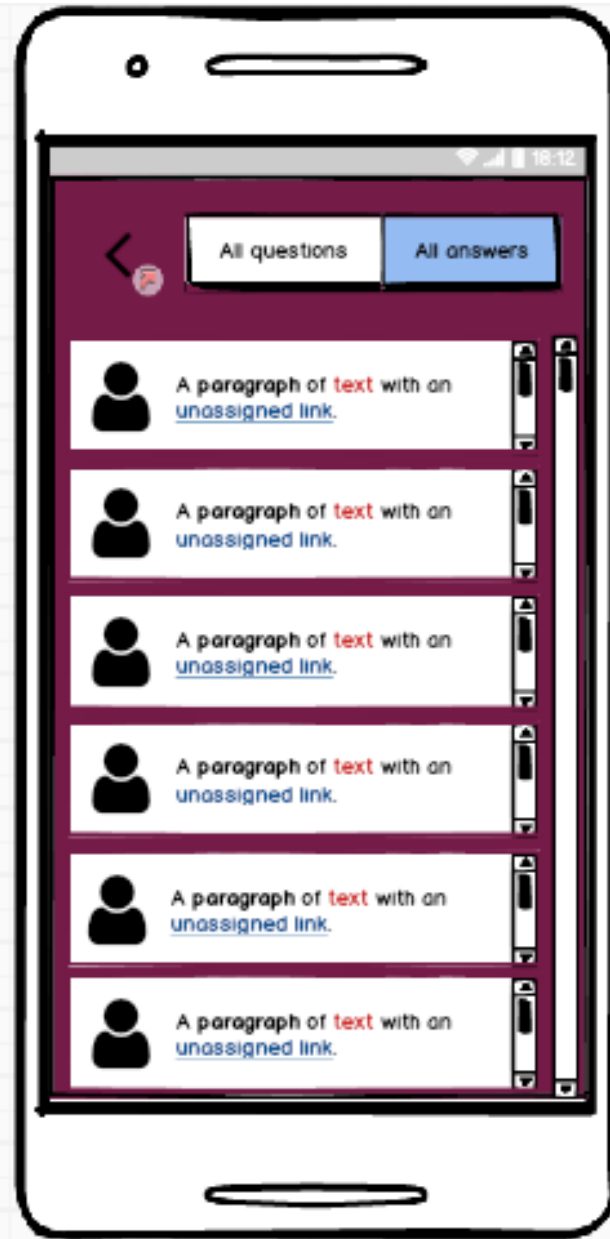 18:12
All questions All answers
A paragraph of text with an
unassigned link.
A paragraph of text with an
unassigned link.
A paragraph of text with an
unassigned link.
A paragraph of text with an
unassigned link.
A paragraph of text with an
unassigned link.
A paragraph of text with an
unassigned link.